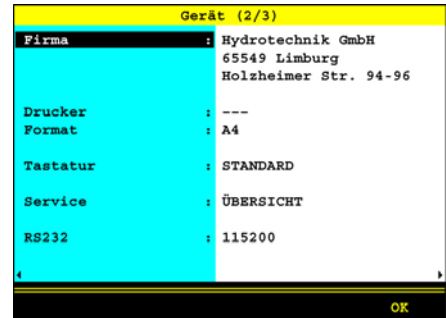 Gerät (2/3)
Firma : Hydrotechnik GmbH
65549 Limburg
Holzheimer Str. 94-96
Drucker : ---
Format : A4
Tastatur : STANDARD
Service : ÜBERSICHT
RS232 : 115200
OK